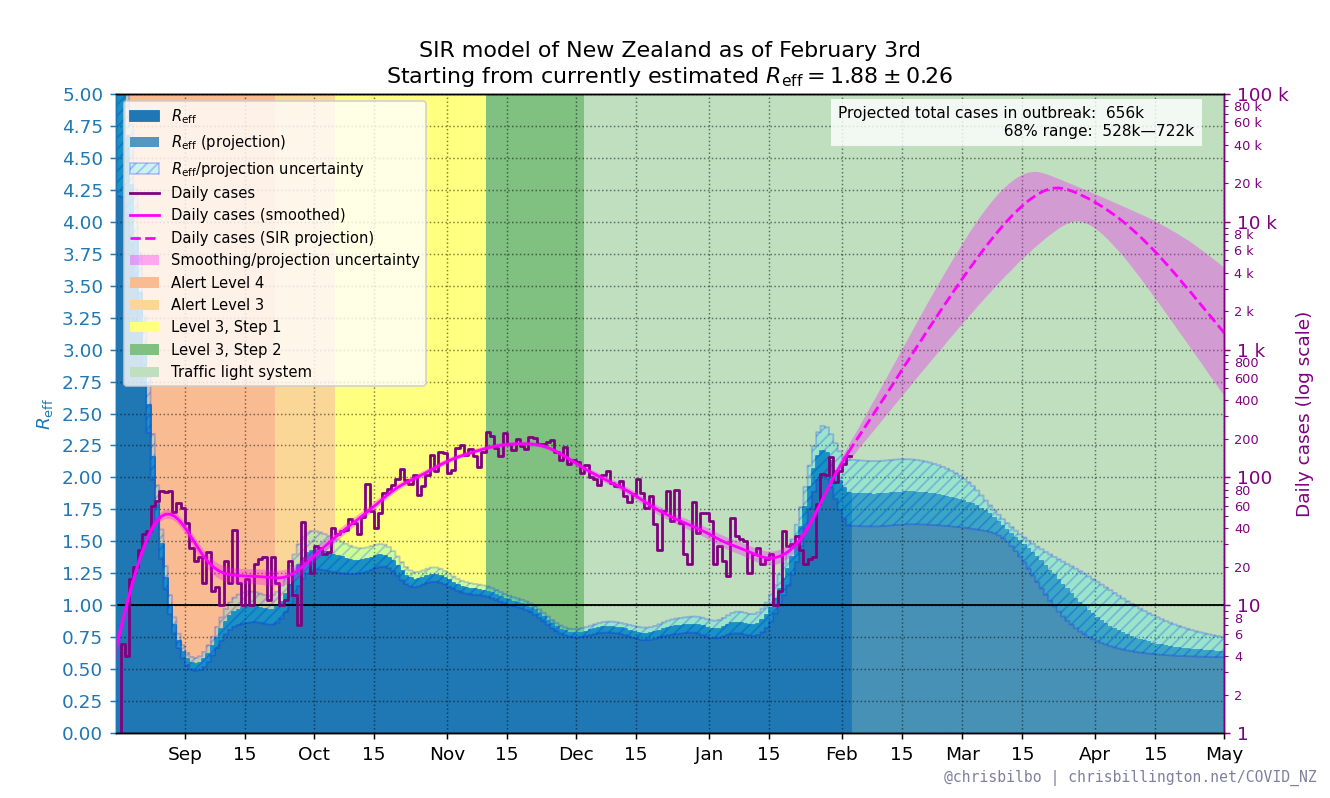 SIR model of New Zealand as of February 3rd
Starting from currently estimated R_eff = 1.88 ± 0.26
Projected total cases in outbreak: 656k
68% range: 528k—722k
R_eff
R_eff (projection)
R_eff/projection uncertainty
Daily cases
Daily cases (smoothed)
Daily cases (SIR projection)
Smoothing/projection uncertainty
Alert Level 4
Alert Level 3
Level 3, Step 1
Level 3, Step 2
Traffic light system
R_eff
5.00
4.75
4.50
4.25
4.00
3.75
3.50
3.25
3.00
2.75
2.50
2.25
2.00
1.75
1.50
1.25
1.00
0.75
0.50
0.25
0.00
100 k
80 k
60 k
40 k
20 k
10 k
8 k
6 k
4 k
2 k
1 k
800
600
400
200
100
80
60
40
20
10
8
6
4
2
1
Daily cases (log scale)
Sep 15 Oct 15 Nov 15 Dec 15 Jan 15 Feb 15 Mar 15 Apr 15 May
@chrisbilbo | chrisbillington.net/COVID_NZ